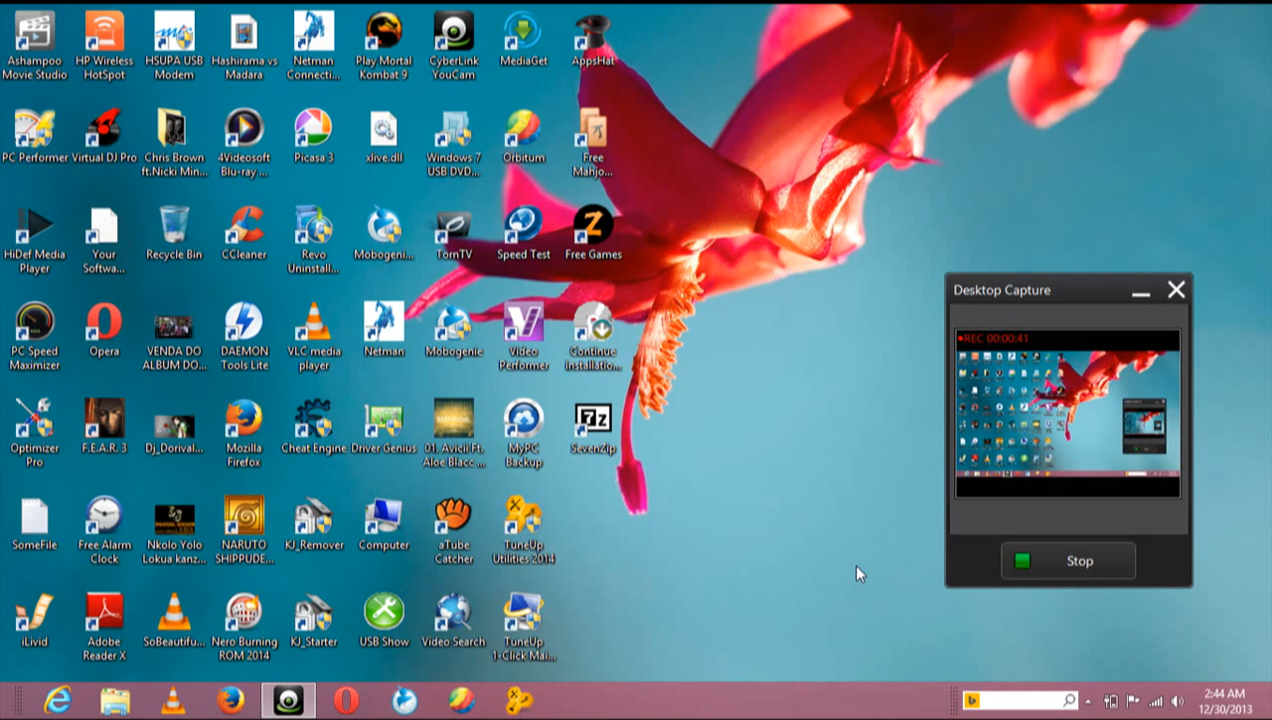 Ashampoo
Movie Studio
HP Wireless
HotSpot
HSUPA USB
Modem
Hashirama vs
Madara
Netman
Connecti...
Play Mortal
Kombat 9
CyberLink
YouCam
MediaGet
AppsHat
PC Performer
Virtual DJ Pro
Chris Brown
ft.Nicki Min...
4Videosoft
Blu-ray ...
Picasa 3
xlive.dll
Windows 7
USB DVD...
Orbitum
Free
Mahjo...
HiDef Media
Player
Your
Softwa...
Recycle Bin
CCleaner
Revo
Uninstall...
Mobogeni...
TornTV
Speed Test
Free Games
PC Speed
Maximizer
Opera
VENDA DO
ALBUM DO...
DAEMON
Tools Lite
VLC media
player
Netman
Mobogenie
Video
Performer
Continue
installatio...
Optimizer
Pro
F.E.A.R. 3
Dj_Dorival...
Mozilla
Firefox
Cheat Engine
Driver Genius
01. Avicii Ft.
Aloe Blacc ...
MyPC
Backup
7z
SevenZip
SomeFile
Free Alarm
Clock
Nkolo Yolo
Lokua kanz...
NARUTO
SHIPPUDE...
KJ_Remover
Computer
aTube
Catcher
TuneUp
Utilities 2014
iLivid
Adobe
Reader X
SoBeautifu...
Nero Burning
ROM 2014
KJ_Starter
USB Show
Video Search
TuneUp
1-Click Mai...
Desktop Capture
REC 00:00:41
Stop
2:44 AM
12/30/2013